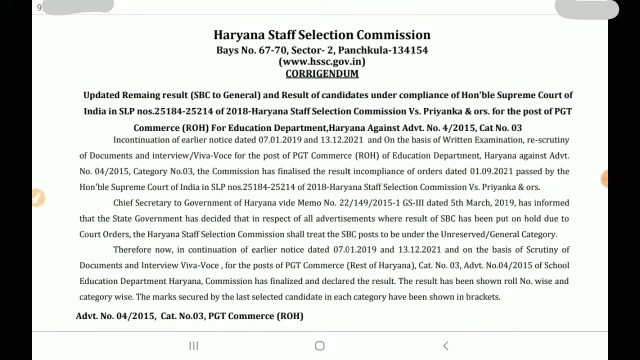 9
Haryana Staff Selection Commission
Bays No. 67-70, Sector- 2, Panchkula-134154
(www.hssc.gov.in)
CORRIGENDUM
Updated Remaing result (SBC to General) and Result of candidates under compliance of Hon'ble Supreme Court of
India in SLP nos.25184-25214 of 2018-Haryana Staff Selection Commission Vs. Priyanka & ors. for the post of PGT
Commerce (ROH) For Education Department,Haryana Against Advt. No. 4/2015, Cat No. 03
Incontinuation of earlier notice dated 07.01.2019 and 13.12.2021 and On the basis of Written Examination, re-scrutiny
of Documents and interview/Viva-Voce for the post of PGT Commerce (ROH) of Education Department, Haryana against Advt.
No. 04/2015, Category No.03, the Commission has finalised the result incompliance of orders dated 01.09.2021 passed by the
Hon'ble Supreme Court of India in SLP nos.25184-25214 of 2018-Haryana Staff Selection Commission Vs. Priyanka & ors.
Chief Secretary to Government of Haryana vide Memo No. 22/149/2015-1 GS-III dated 5th March, 2019, has informed
that the State Government has decided that in respect of all advertisements where result of SBC has been put on hold due to
Court Orders, the Haryana Staff Selection Commission shall treat the SBC posts to be under the Unreserved/General Category.
Therefore now, in continuation of earlier notice dated 07.01.2019 and 13.12.2021 and on the basis of Scrutiny of
Documents and Interview Viva-Voce , for the posts of PGT Commerce (Rest of Haryana), Cat. No. 03, Advt.No.04/2015 of School
Education Department Haryana, Commission has finalized and declared the result. The result has been shown roll No. wise and
category wise. The marks secured by the last selected candidate in each category have been shown in brackets.
Advt. No. 04/2015, Cat.No.03, PGT Commerce (ROH)